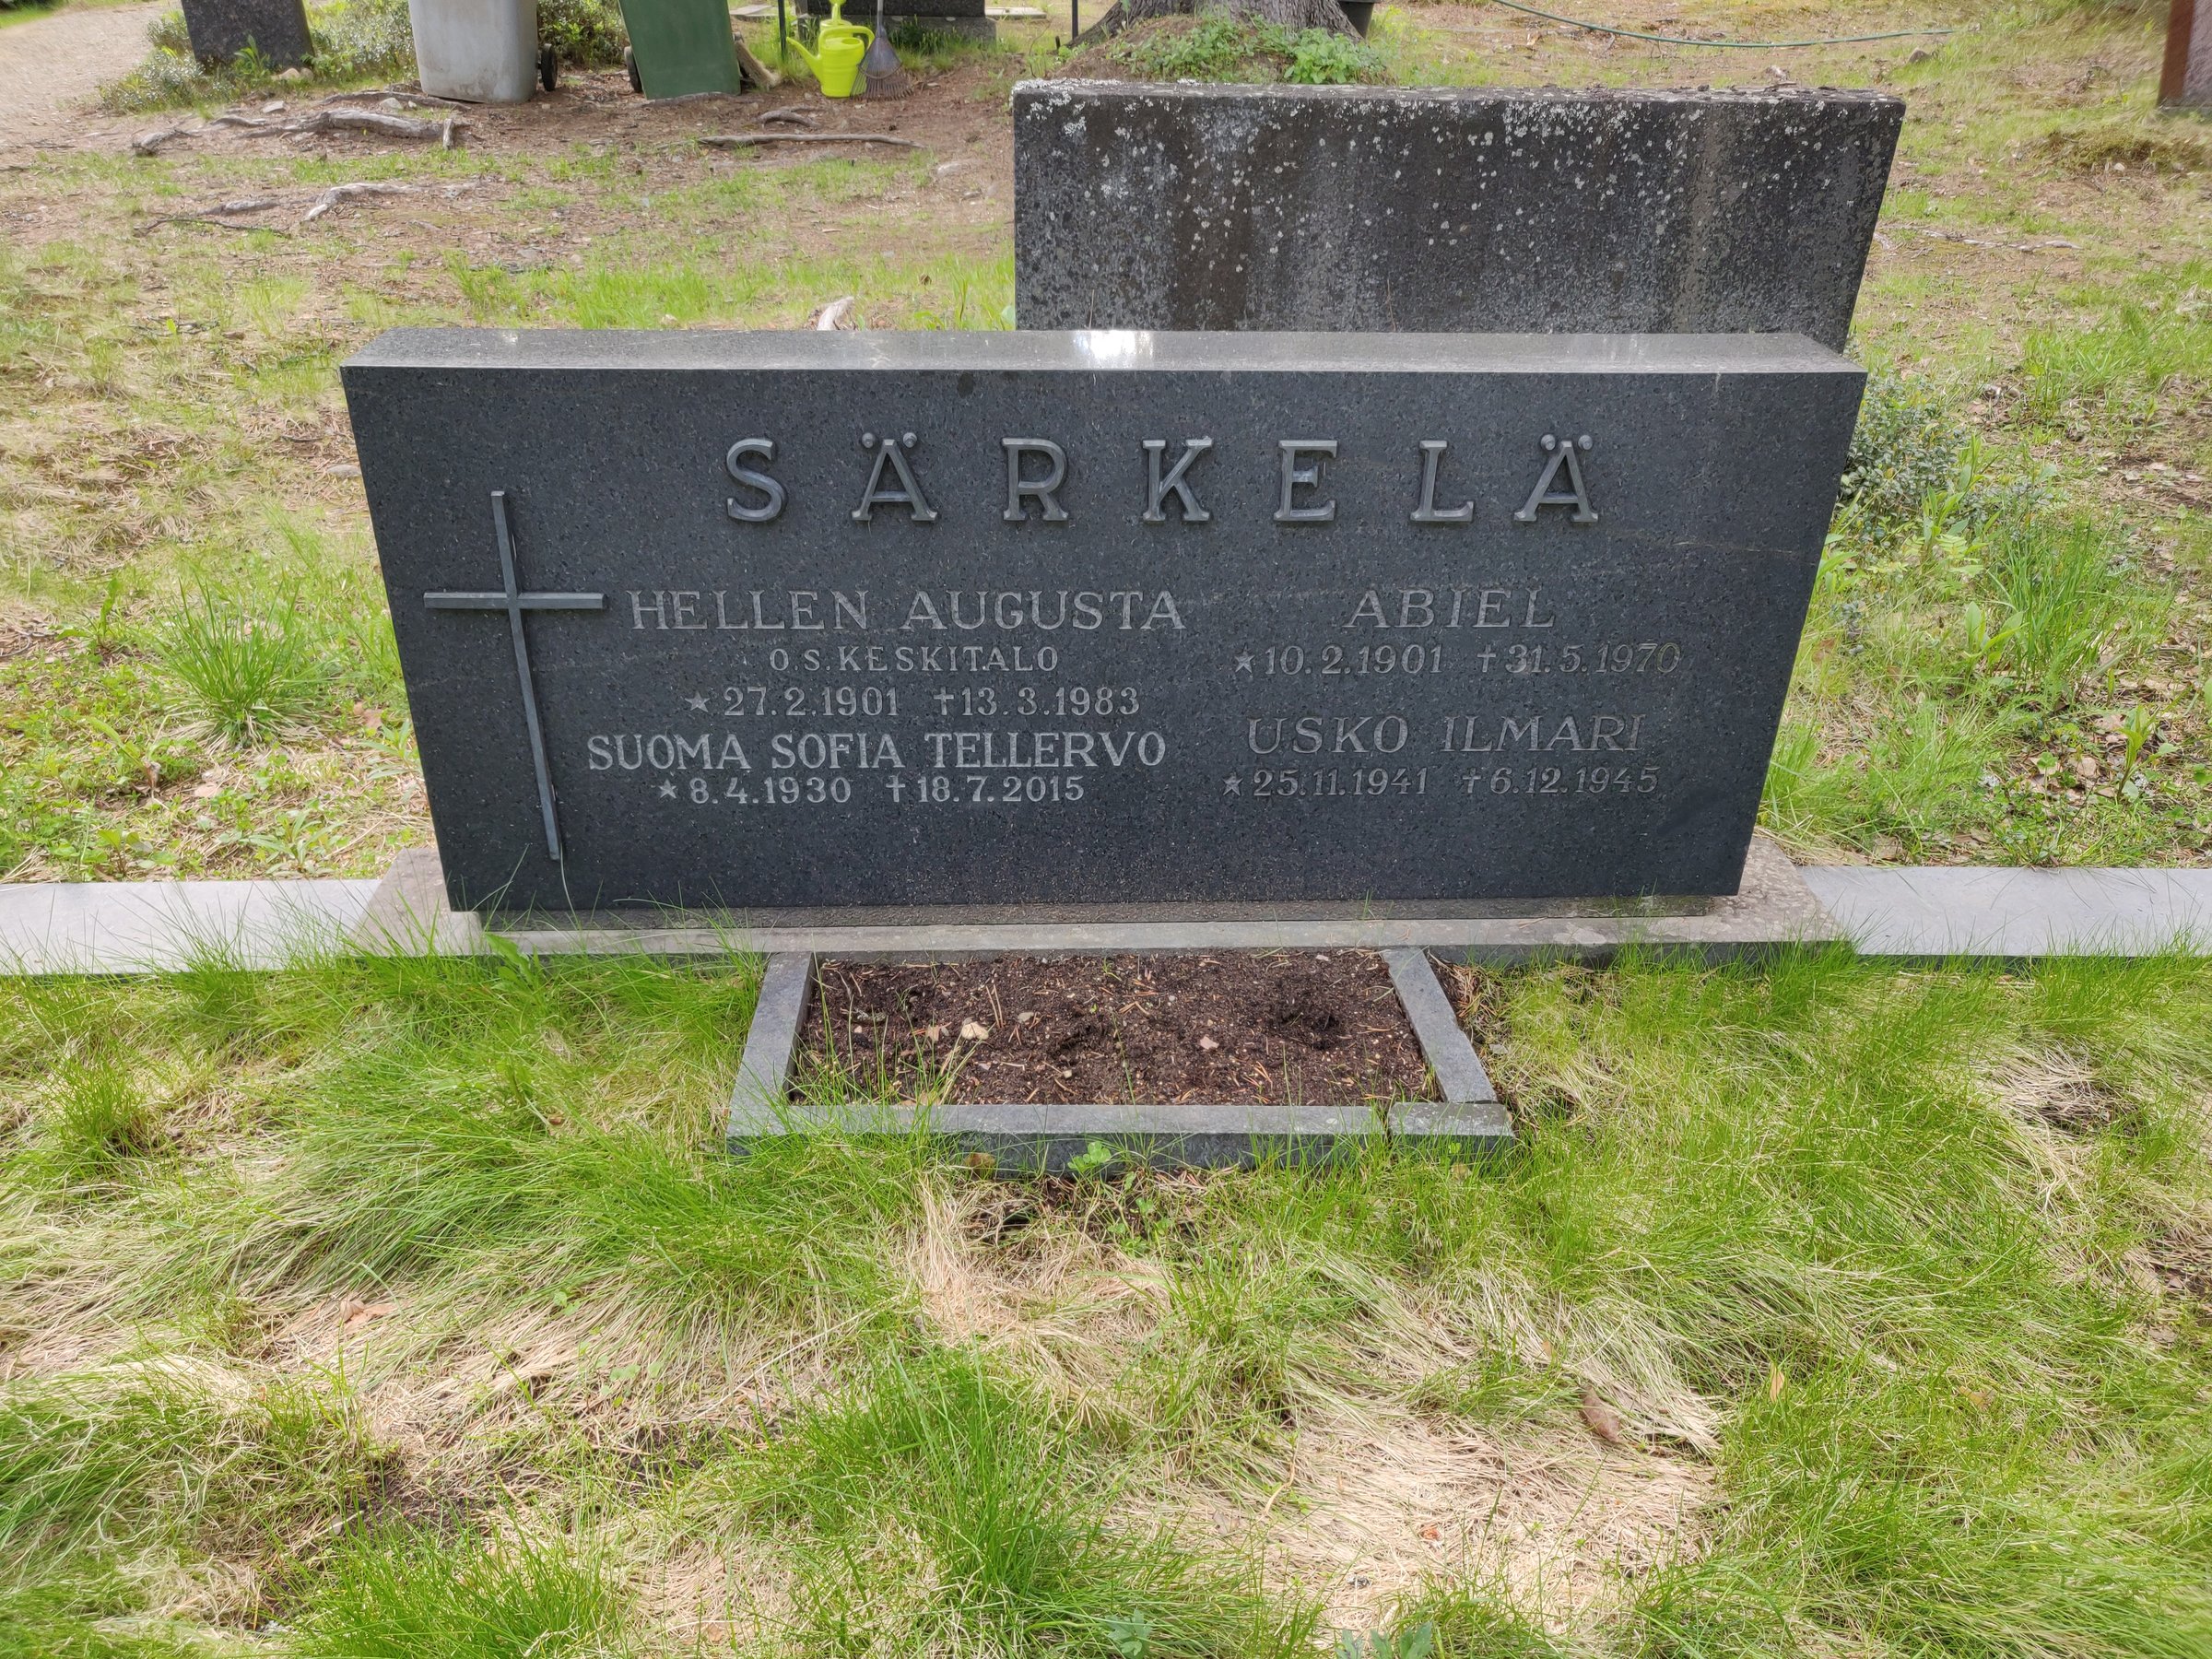 SÄRKELÄ
HELLEN AUGUSTA
O.S. KESKITALO
★ 27.2.1901 ✝ 13.3.1983
SUOMA SOFIA TELLERVO
★ 8.4.1930 ✝ 18.7.2015
ABIEL
★ 10.2.1901 ✝ 31.5.1970
USKO ILMARI
★ 25.11.1941 ✝ 6.12.1945